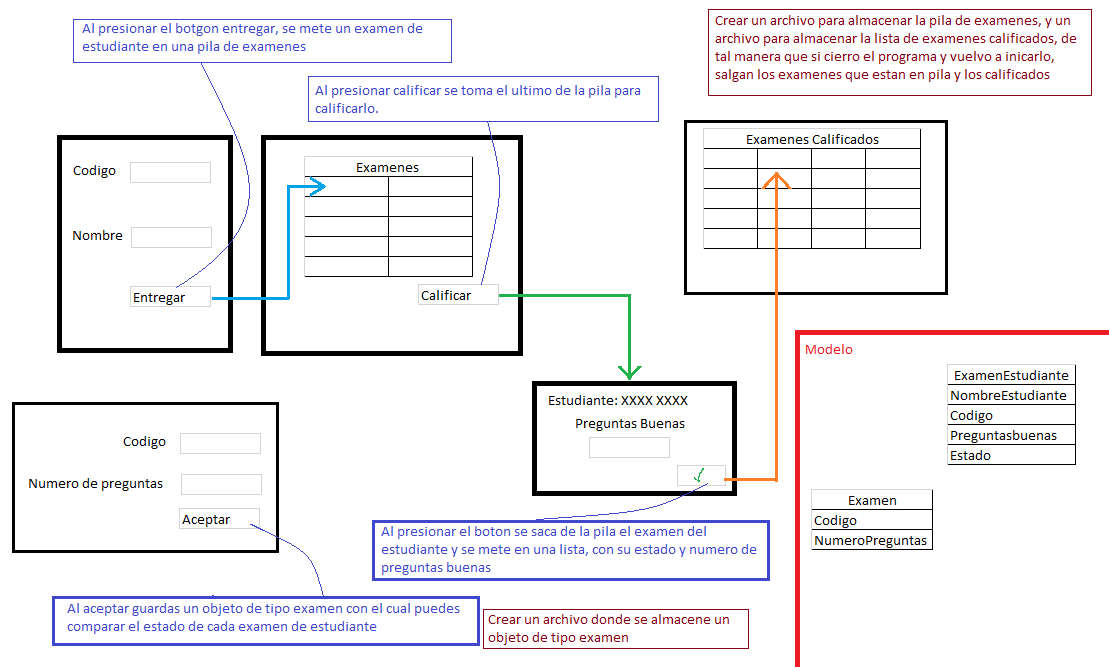 Al presionar el botgon entregar, se mete un examen de
estudiante en una pila de examenes
Crear un archivo para almacenar la pila de examenes, y un
archivo para almacenar la lista de examenes calificados, de
tal manera que si cierro el programa y vuelvo a inicarlo,
salgan los examenes que estan en pila y los calificados
Al presionar calificar se toma el ultimo de la pila para
calificarlo.
Codigo
Nombre
Entregar
Examenes
Calificar
Examenes Calificados
Estudiante: XXXX XXXX
Preguntas Buenas
Modelo
ExamenEstudiante
NombreEstudiante
Codigo
Preguntasbuenas
Estado
Examen
Codigo
NumeroPreguntas
Codigo
Numero de preguntas
Aceptar
Al presionar el boton se saca de la pila el examen del
estudiante y se mete en una lista, con su estado y numero de
preguntas buenas
Al aceptar guardas un objeto de tipo examen con el cual puedes
comparar el estado de cada examen de estudiante
Crear un archivo donde se almacene un
objeto de tipo examen